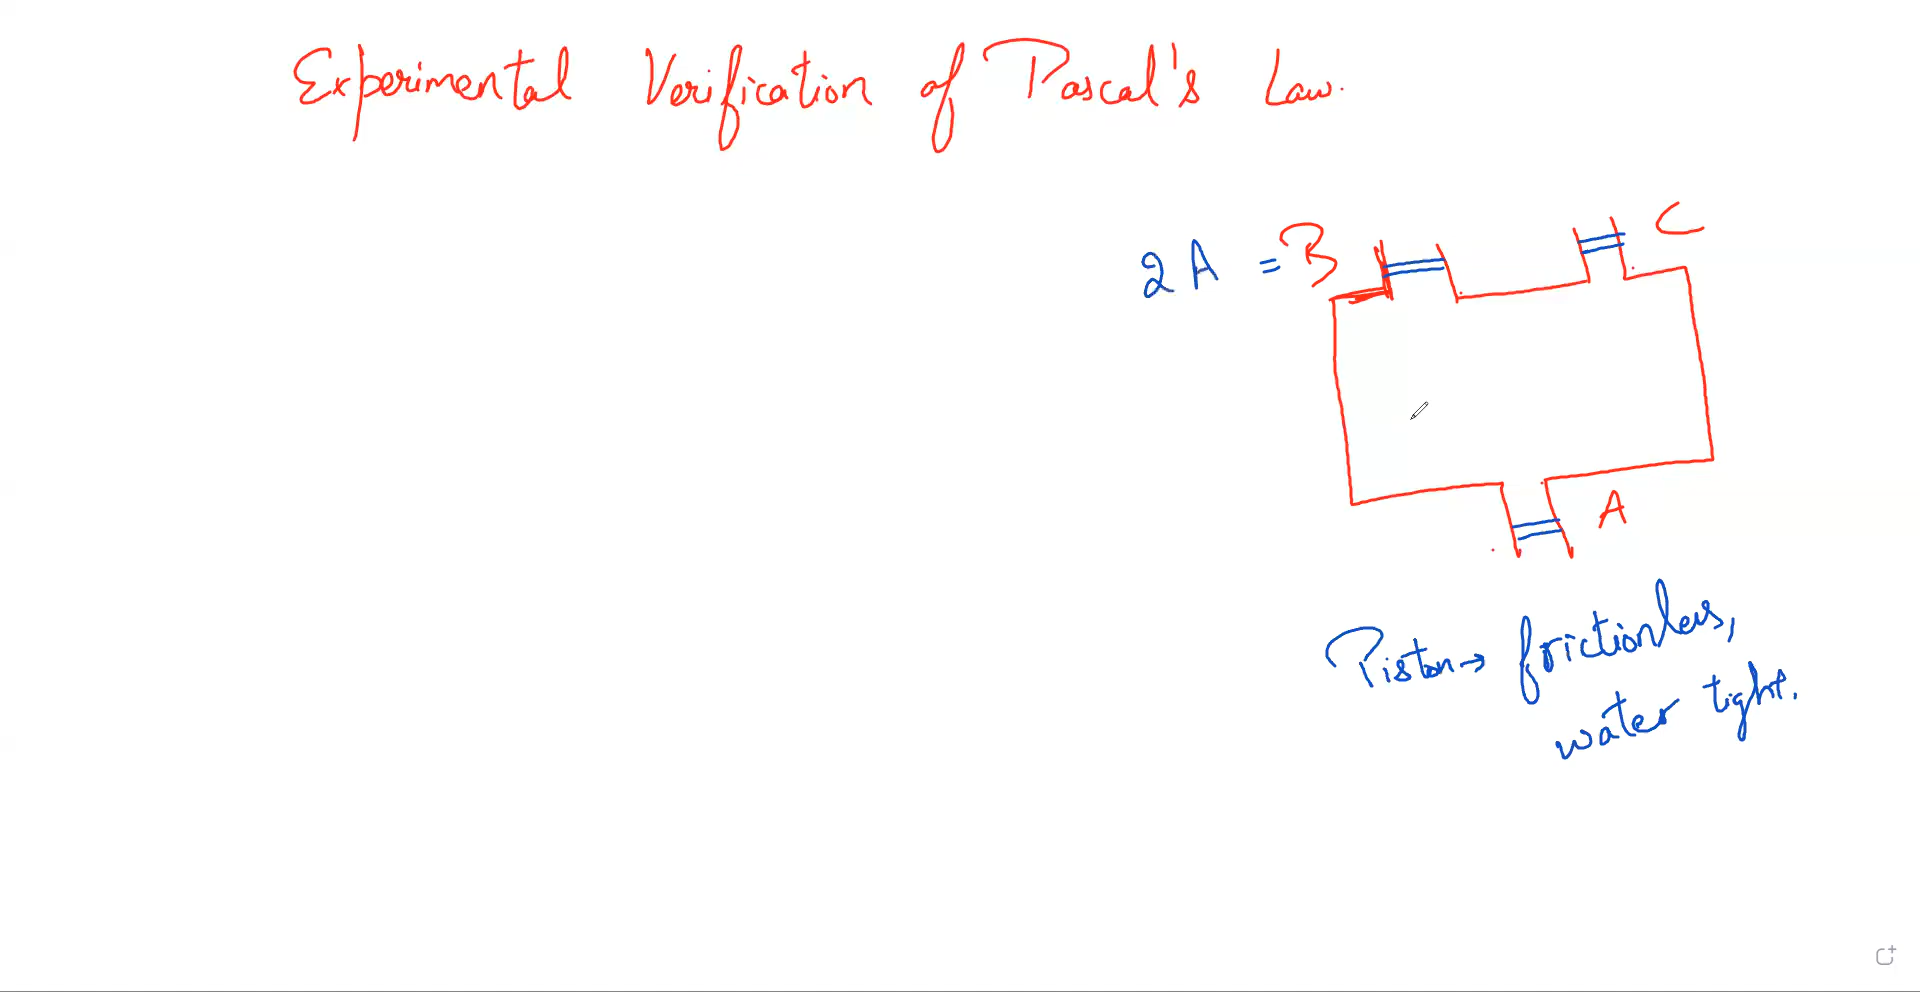 Experimental Verification of Pascal's Law.
2A = B
C
A
Piston → frictionless,
water tight.